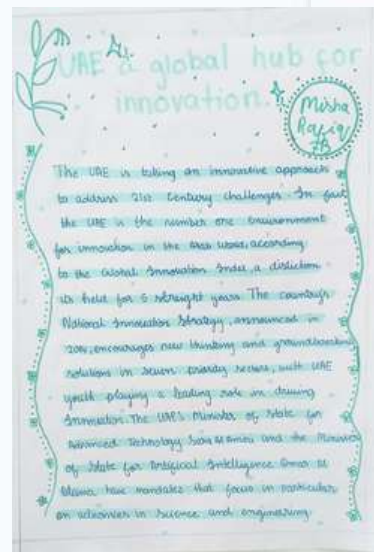 UAE a global hub for
innovation.
Misha
Rafiq
7B
The UAE is taking an innovative approach
to address 21st Century challenges. In fact
the UAE is the number one environment
for innovation in the Arab World, according
to the Global Innovation Index, a distiction
its held for 5 streight years The country's
National Innovation Strategy, announced in
encourages new thinking and groundbreaking
solutions in seven priority sectors, with UAE
youth playing a leading role in driving
Innovation. The UAE's Minister of State for
Advanced Technology Sara Al Amiri and the Minister
of State for Artificial Intelligence Omar Al
Olama have mandates that focus in particular
on advances in science and engineering